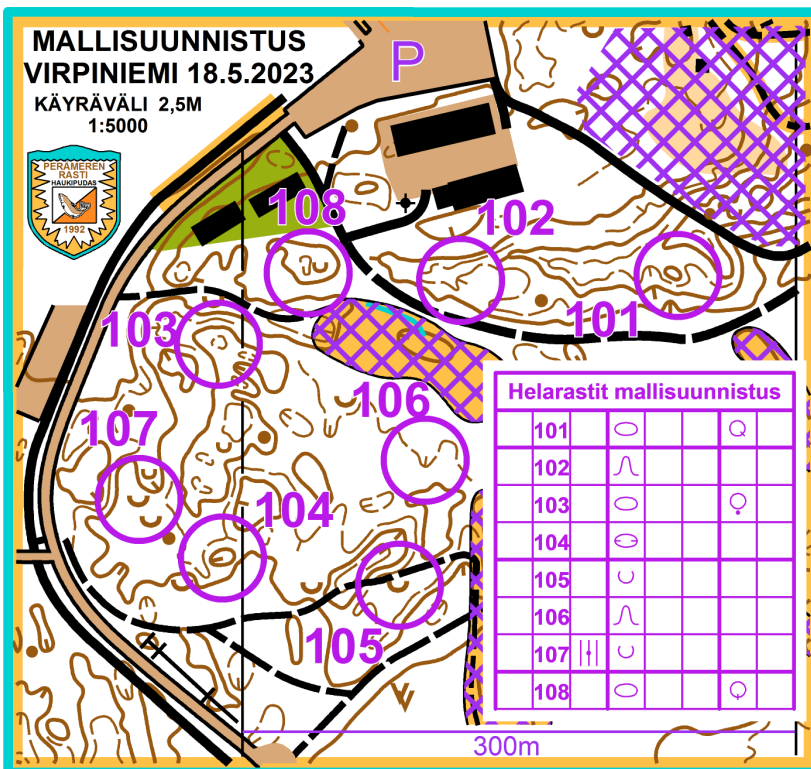 MALLISUUNNISTUS
VIRPINIEMI 18.5.2023
KÄYRÄVÄLI 2,5M
1:5000
P
PERÄMEREN
RASTI
HAUKIPUDAS
1992
108
102
103
101
106
107
104
105
Helarastit mallisuunnistus
101
102
103
104
105
106
107
108
300m